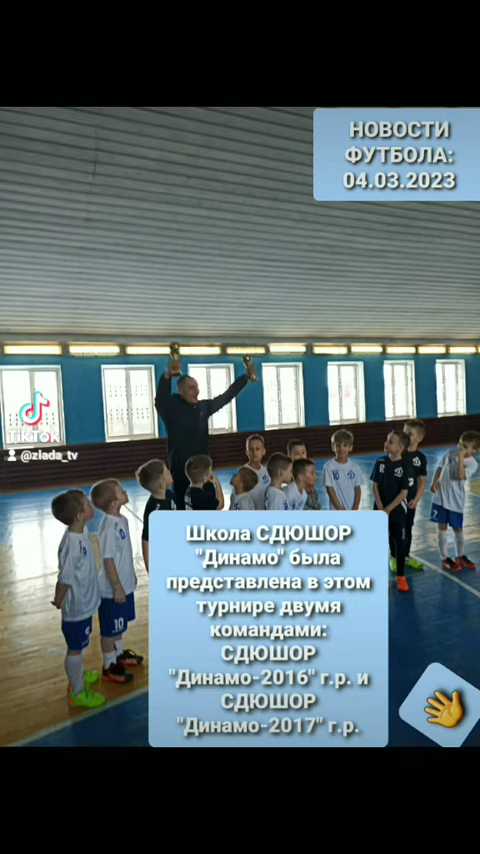 НОВОСТИ
ФУТБОЛА:
04.03.2023
TikTok
@zlada_tv
10
Школа СДЮШОР
"Динамо" была
представлена в этом
турнире двумя
командами:
СДЮШОР
"Динамо-2016" г.р. и
СДЮШОР
"Динамо-2017" г.р.